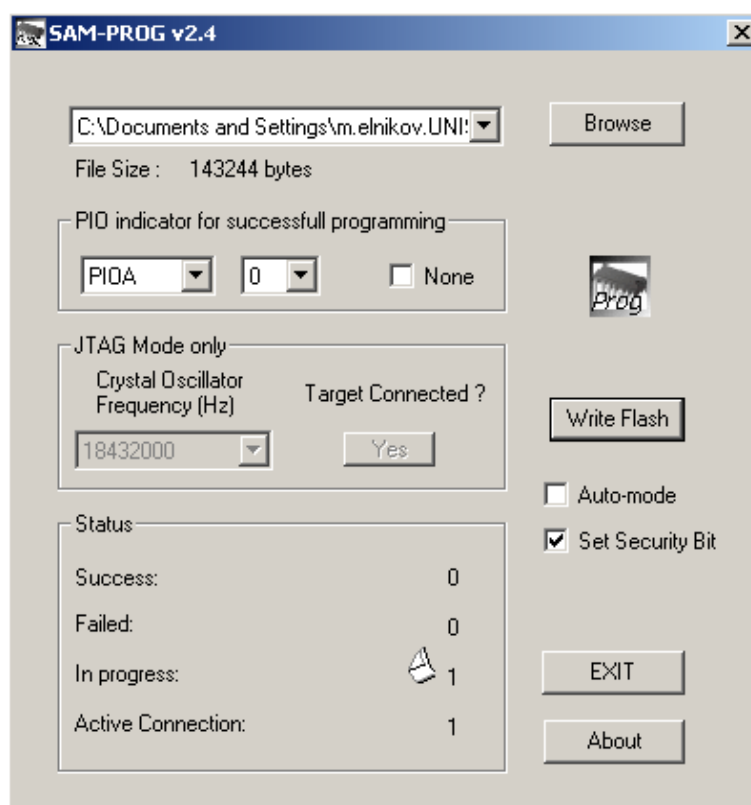 SAM-PROG v2.4
C:\Documents and Settings\m.elnikov.UNI
Browse
File Size : 143244 bytes
PIO indicator for successfull programming
PIOA 0 None
Prog
JTAG Mode only
Crystal Oscillator
Frequency (Hz)
Target Connected ?
18432000 Yes
Write Flash
Auto-mode
Set Security Bit
Status
Success: 0
Failed: 0
In progress: 1
Active Connection: 1
EXIT
About